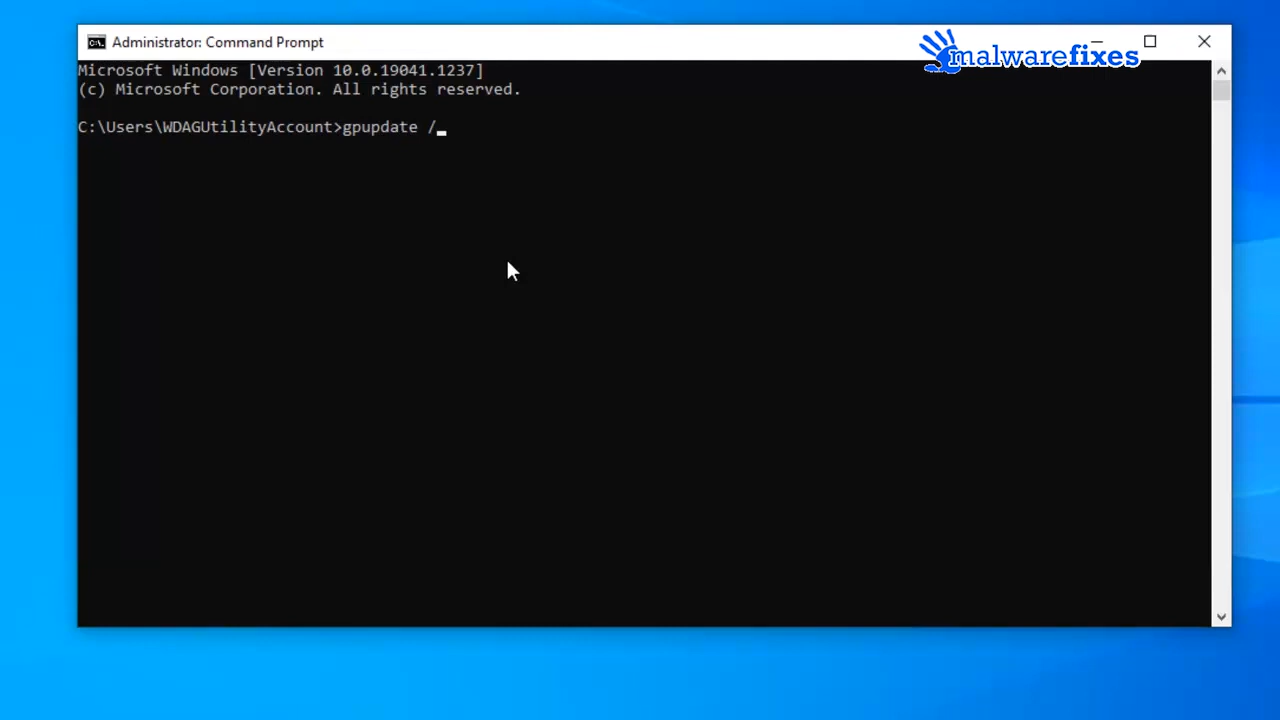 Administrator: Command Prompt
malwarefixes
Microsoft Windows [Version 10.0.19041.1237]
(c) Microsoft Corporation. All rights reserved.
C:\Users\WDAGUtilityAccount>gpupdate /_